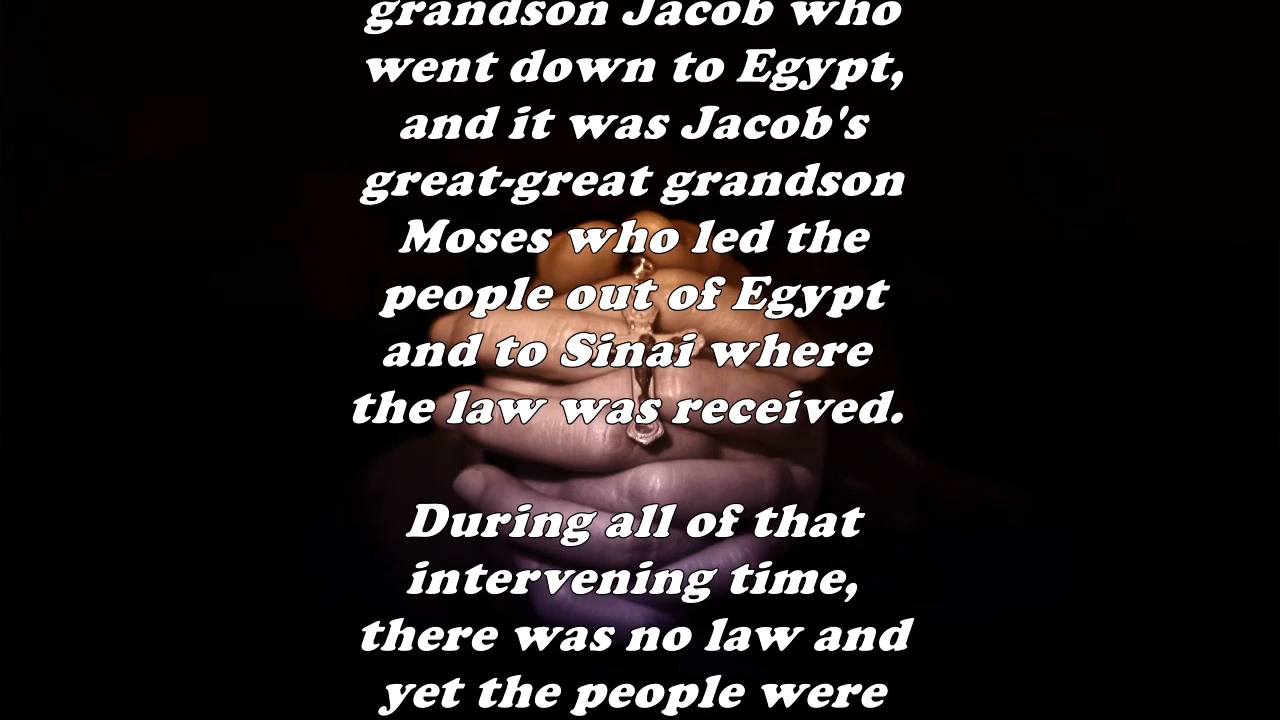 grandson Jacob who
went down to Egypt,
and it was Jacob's
great-great grandson
Moses who led the
people out of Egypt
and to Sinai where
the law was received.
During all of that
intervening time,
there was no law and
yet the people were